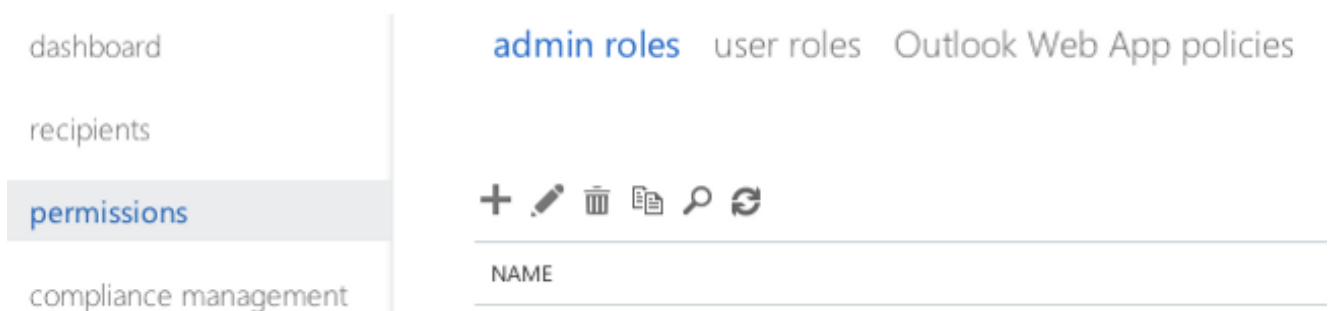 dashboard
admin roles user roles Outlook Web App policies
recipients
permissions
NAME
compliance management